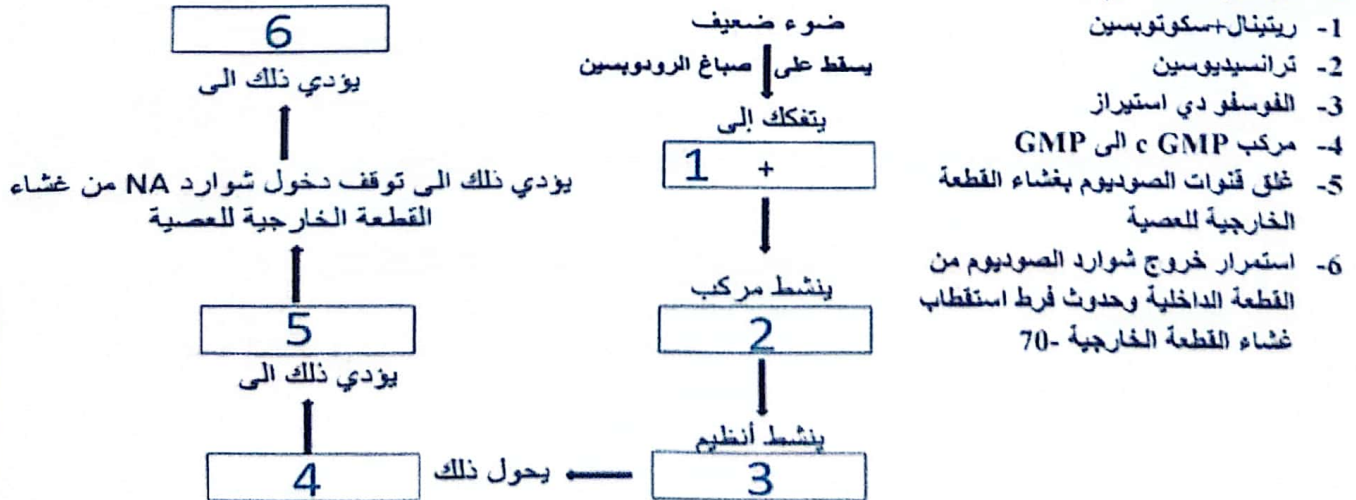 1- ريتينال+سكوتوبسين
2- ترانسيديوسين
3- الفوسفو دي استيراز
4- مركب c GMP الى GMP
5- غلق قنوات الصوديوم بغشاء القطعة
الخارجية للعصية
6- استمرار خروج شوارد الصوديوم من
القطعة الداخلية وحدوث فرط استقطاب
غشاء القطعة الخارجية -70
ضوء ضعيف
يسقط على صباغ الرودوبسين
يتفكك إلى
1 +
ينشط مركب
2
ينشط أنظيم
3
يحول ذلك
4
يؤدي ذلك الى
5
يؤدي ذلك الى توقف دخول شوارد NA من غشاء
القطعة الخارجية للعصية
يؤدي ذلك الى
6